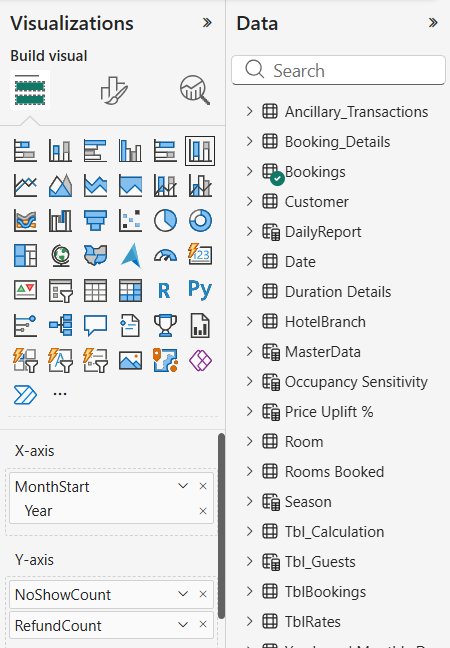 Visualizations »
Build visual
123
R
Py
...
X-axis
MonthStart
Year
Y-axis
NoShowCount
RefundCount
Data »
Search
Ancillary_Transactions
Booking_Details
Bookings
Customer
DailyReport
Date
Duration Details
HotelBranch
MasterData
Occupancy Sensitivity
Price Uplift %
Room
Rooms Booked
Season
Tbl_Calculation
Tbl_Guests
TblBookings
TblRates